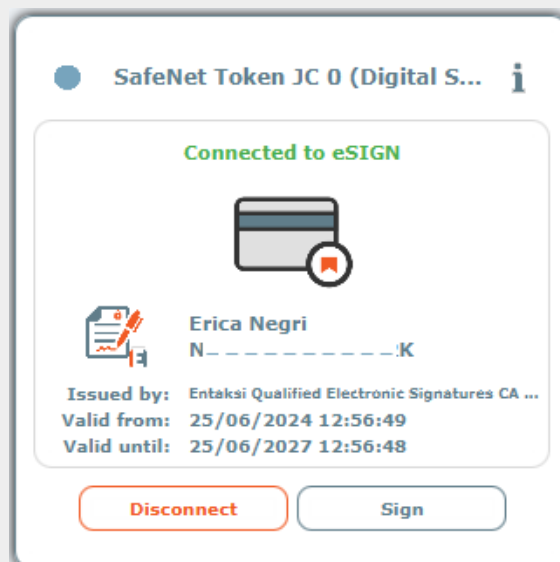 SafeNet Token JC 0 (Digital S... i
Connected to eSIGN
Erica Negri
N_ _ _ _ _ _ _ _ _ _ _ _K
Issued by: Entaksi Qualified Electronic Signatures CA ...
Valid from: 25/06/2024 12:56:49
Valid until: 25/06/2027 12:56:48
Disconnect Sign